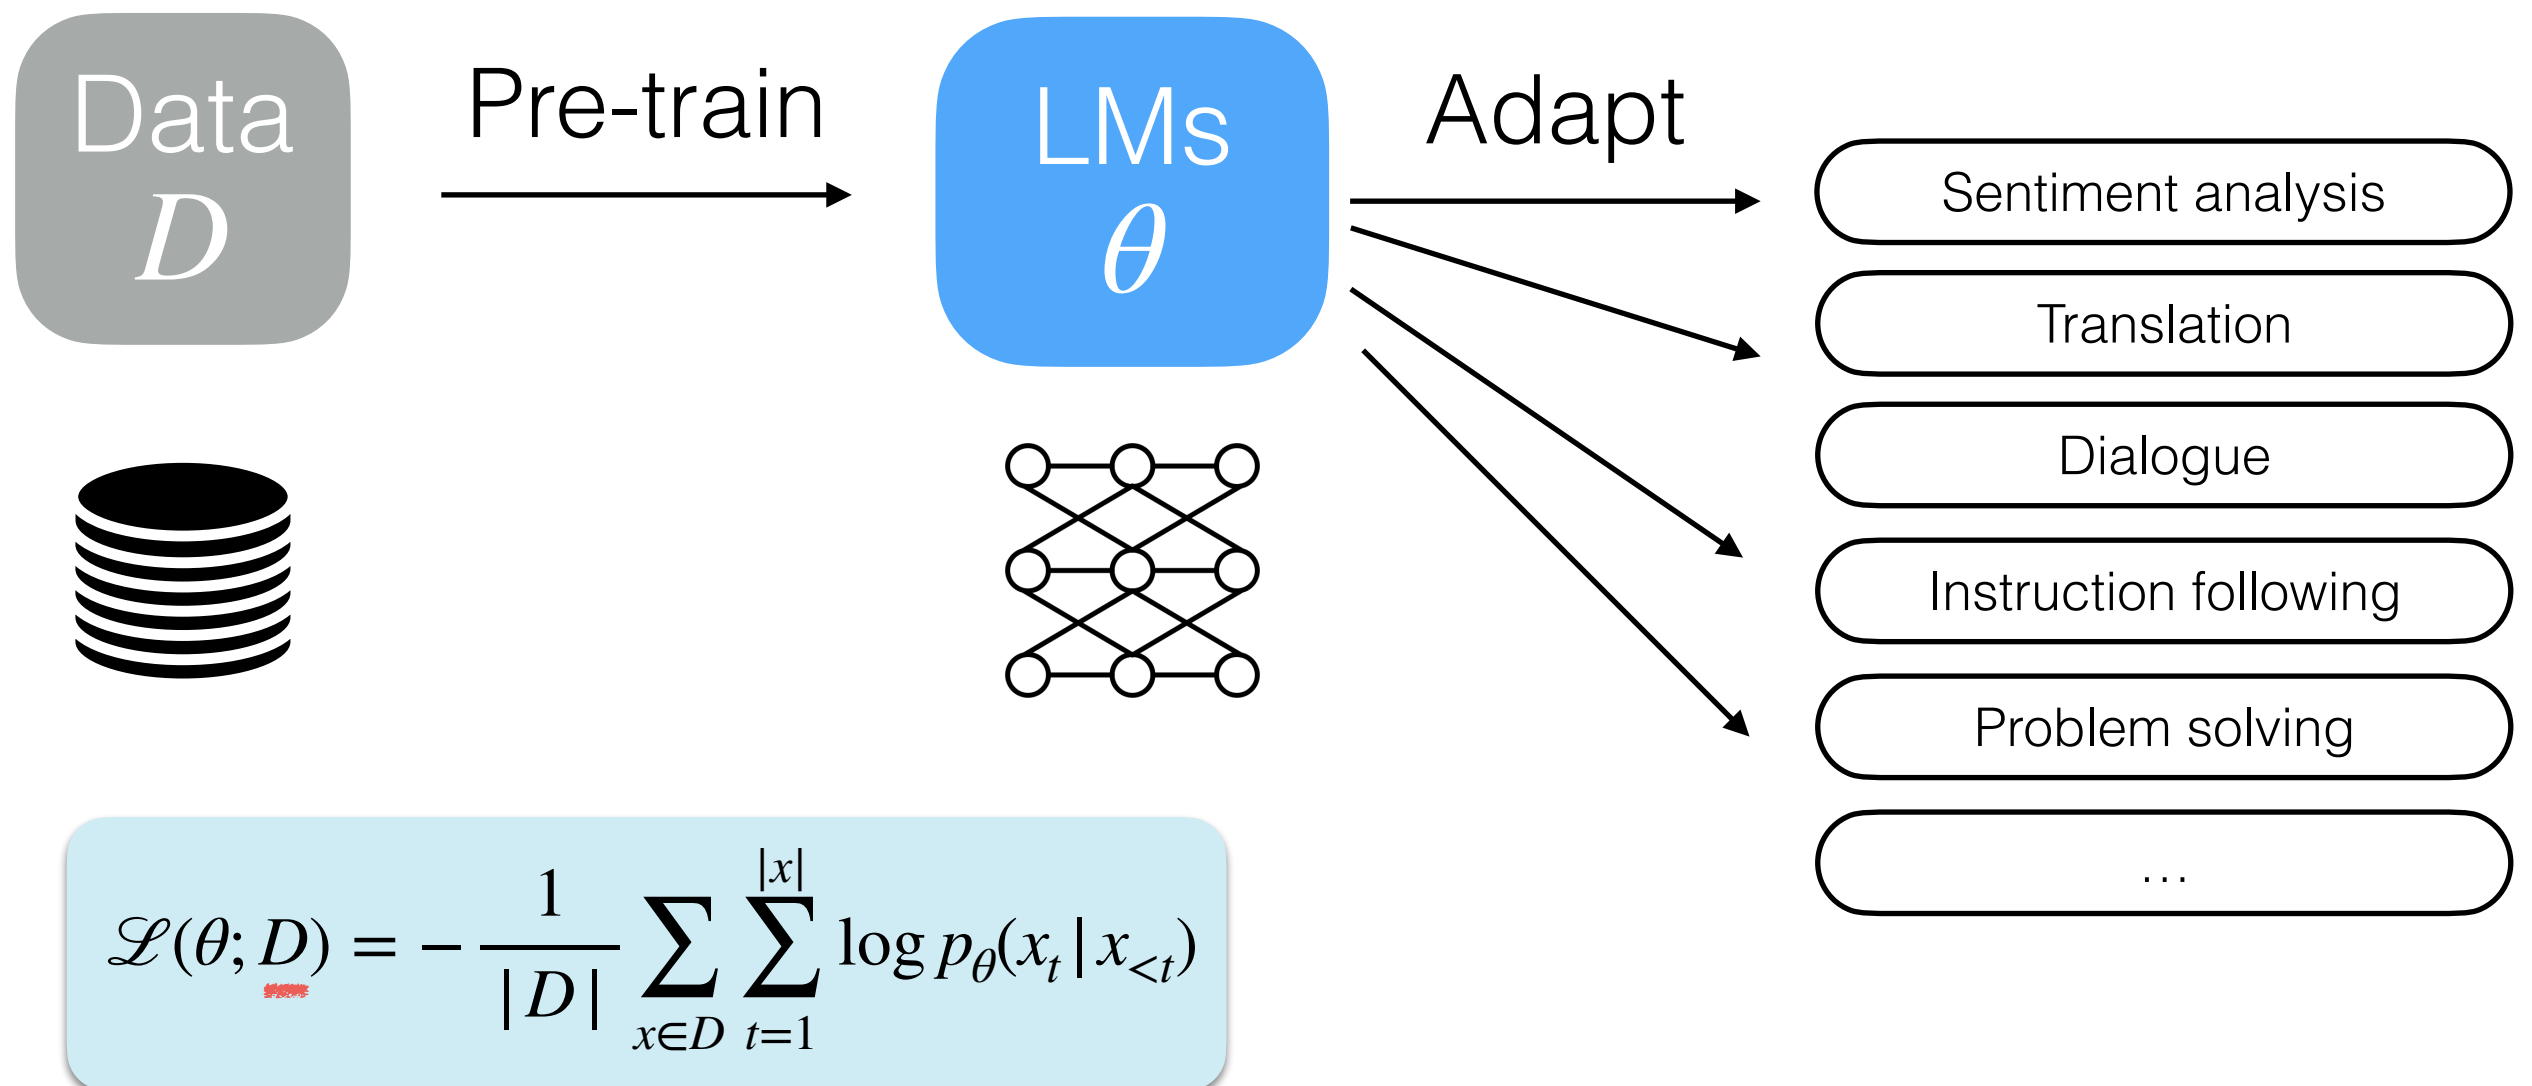 Data
D
Pre-train
LMs
θ
Adapt
Sentiment analysis
Translation
Dialogue
Instruction following
Problem solving
…
ℒ(θ; D) = − 1/|D| ∑_{x∈D} ∑_{t=1}^{|x|} log p_θ(x_t | x_{<t})